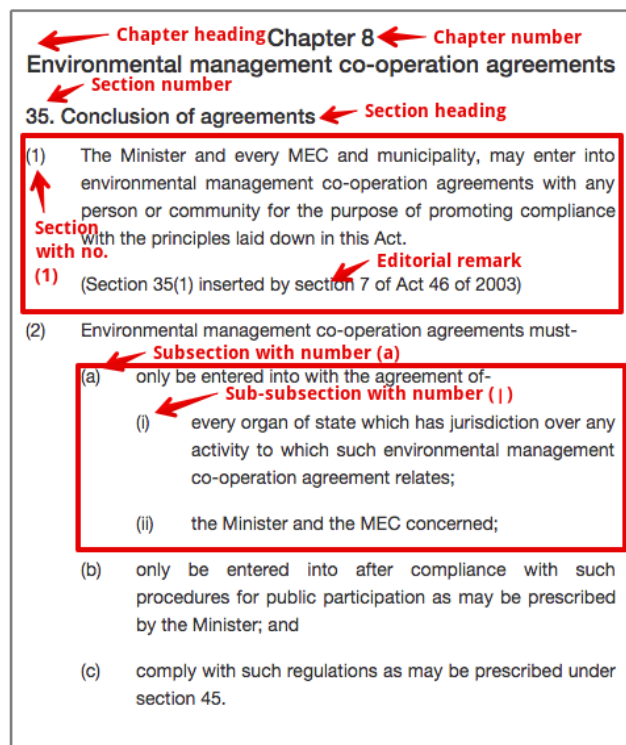 Chapter heading Chapter 8 Chapter number
Environmental management co-operation agreements
Section number
35. Conclusion of agreements Section heading
(1) The Minister and every MEC and municipality, may enter into
environmental management co-operation agreements with any
person or community for the purpose of promoting compliance
Section with the principles laid down in this Act.
with no. Editorial remark
(1) (Section 35(1) inserted by section 7 of Act 46 of 2003)
(2) Environmental management co-operation agreements must-
Subsection with number (a)
(a) only be entered into with the agreement of-
Sub-subsection with number (|)
(i) every organ of state which has jurisdiction over any
activity to which such environmental management
co-operation agreement relates;
(ii) the Minister and the MEC concerned;
(b) only be entered into after compliance with such
procedures for public participation as may be prescribed
by the Minister; and
(c) comply with such regulations as may be prescribed under
section 45.